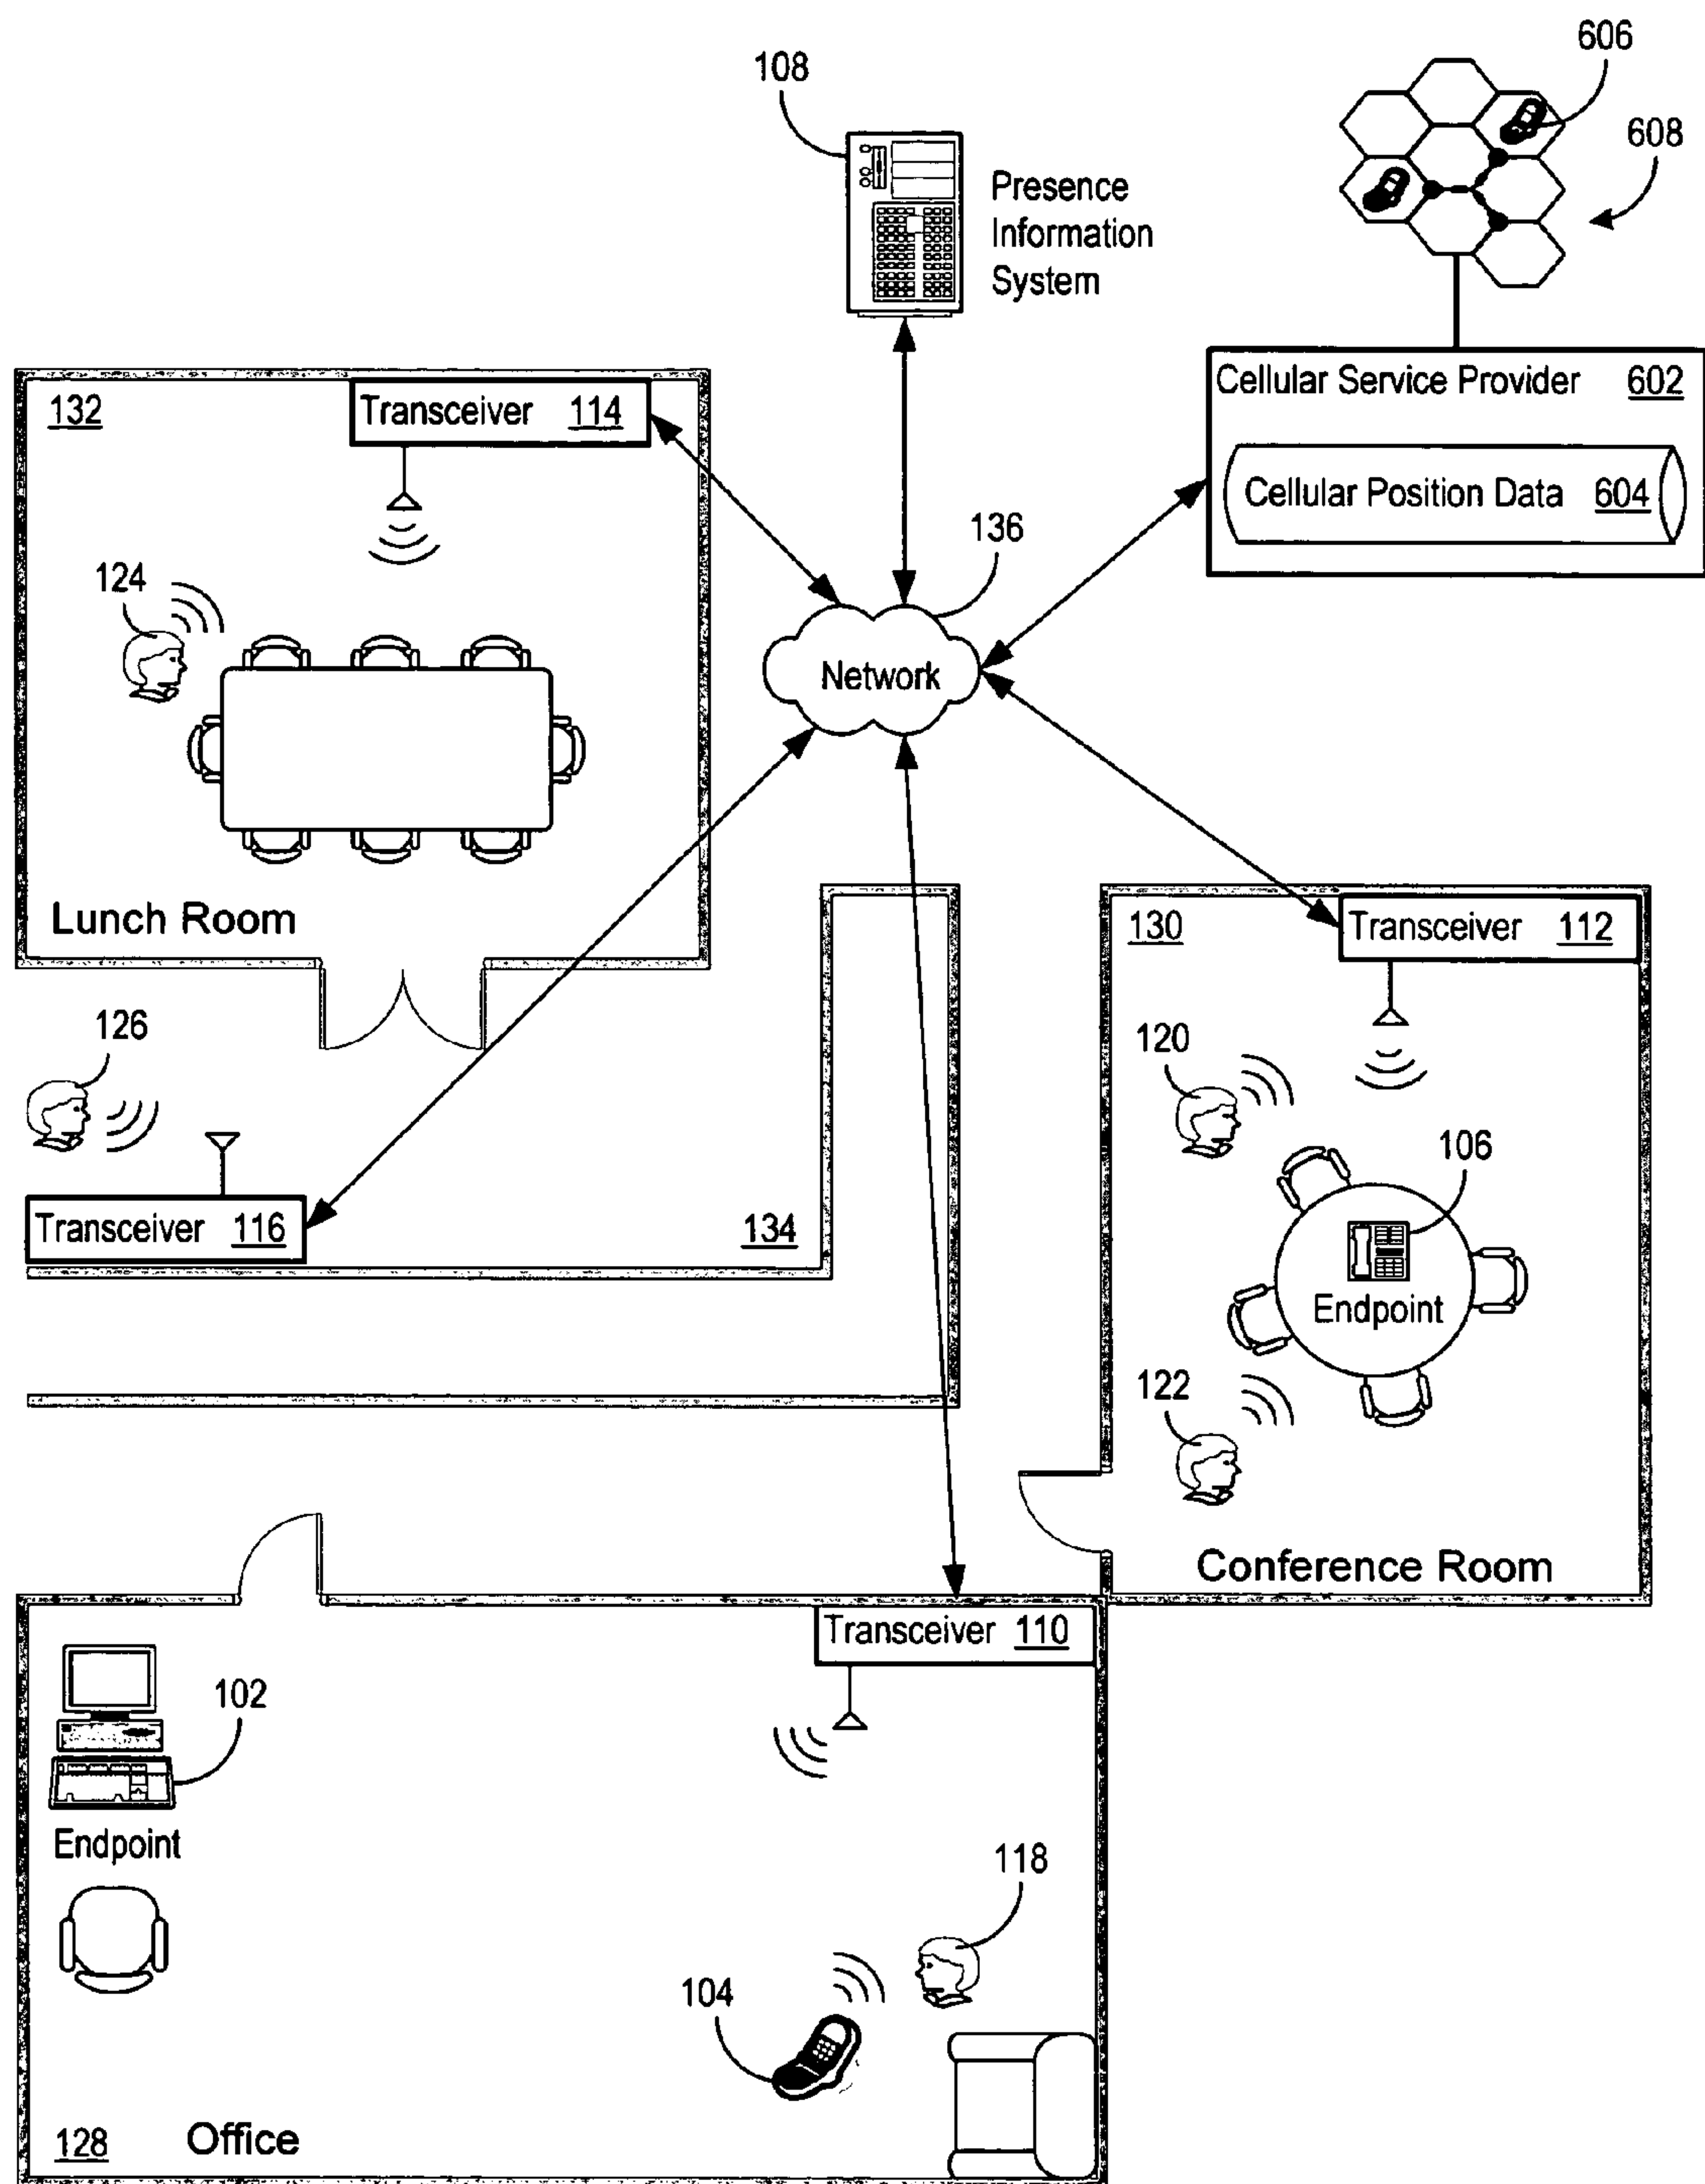 606
108
608
Presence
Information
System
Cellular Service Provider 602
132
Transceiver 114
Cellular Position Data 604
136
124
Network
Lunch Room
130
Transceiver 112
126
120
106
Transceiver 116
134
Endpoint
122
Conference Room
Transceiver 110
102
Endpoint
118
104
128
Office